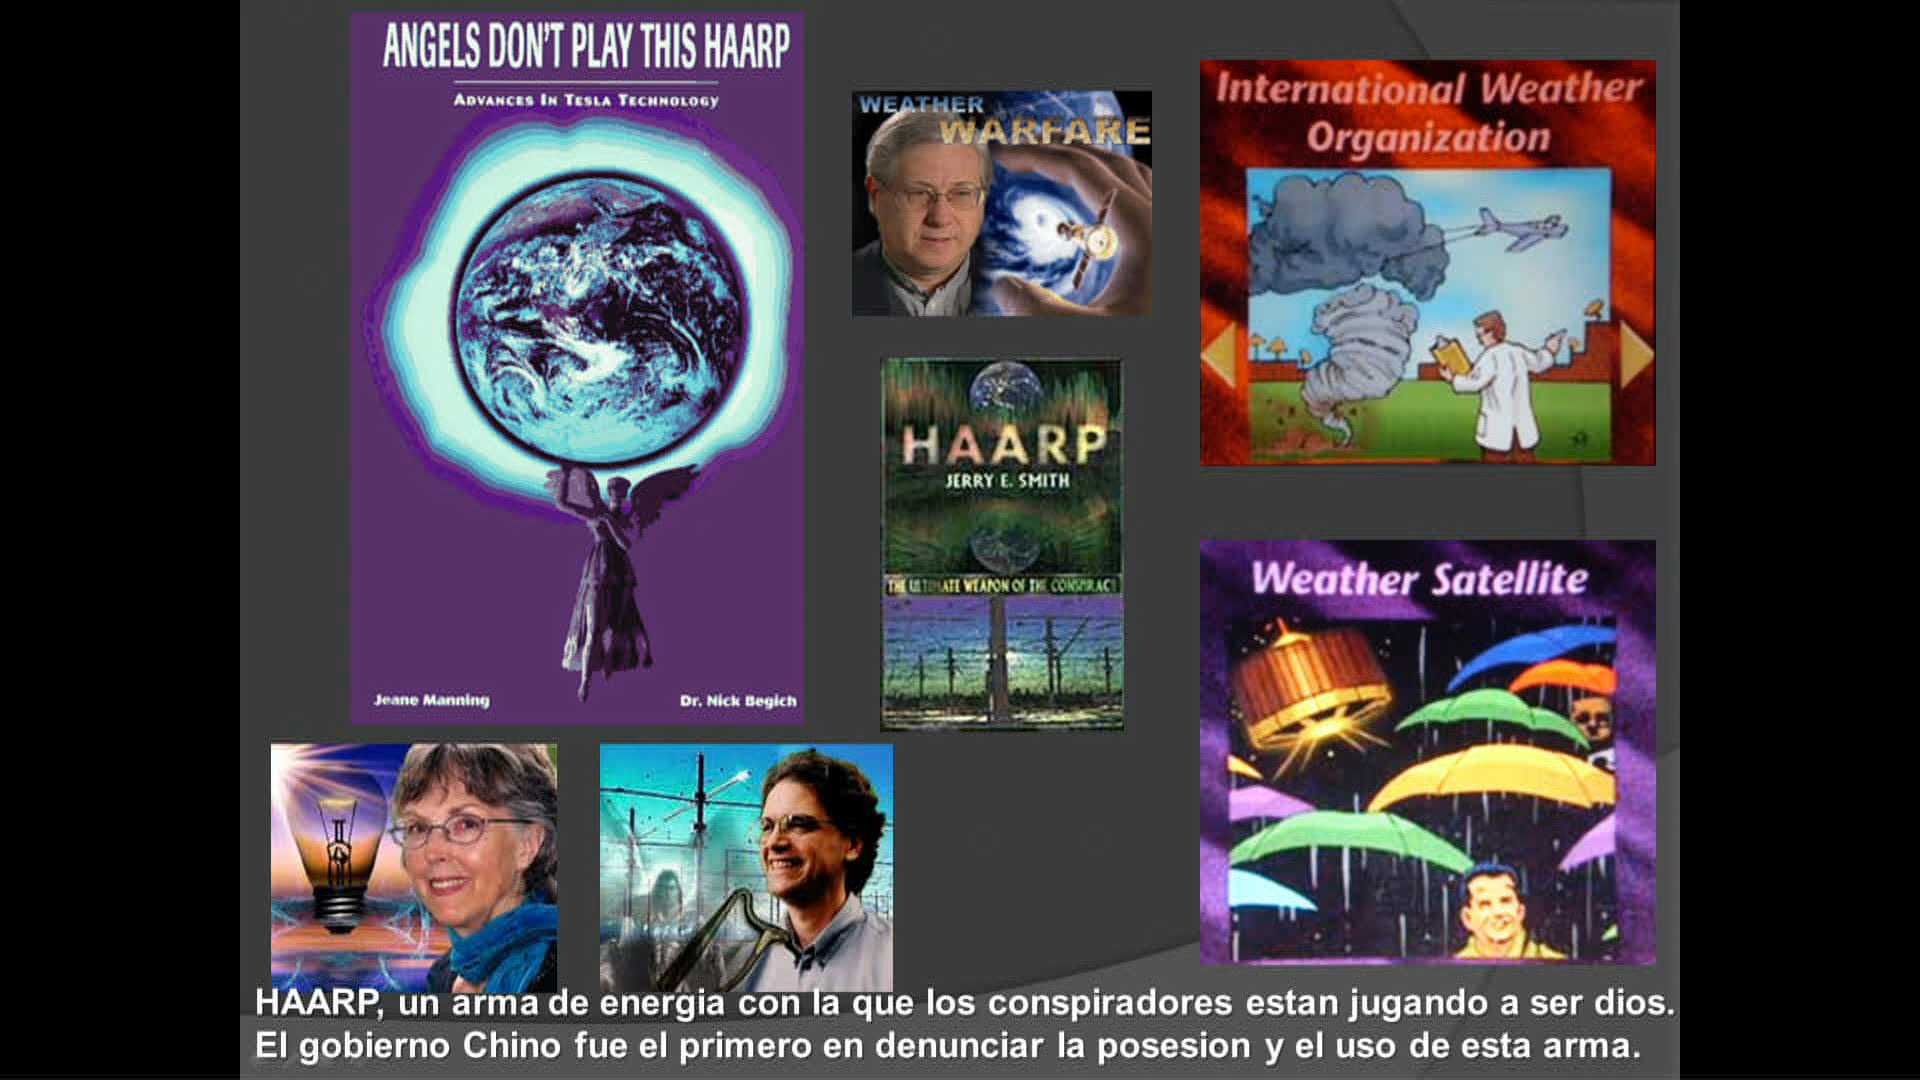 ANGELS DON'T PLAY THIS HAARP
ADVANCES IN TESLA TECHNOLOGY
Jeane Manning
Dr. Nick Begich
WEATHER
WARFARE
HAARP
JERRY E. SMITH
THE ULTIMATE WEAPON OF THE CONSPIRACY
International Weather
Organization
Weather Satellite
HAARP, un arma de energia con la que los conspiradores estan jugando a ser dios.
El gobierno Chino fue el primero en denunciar la posesion y el uso de esta arma.